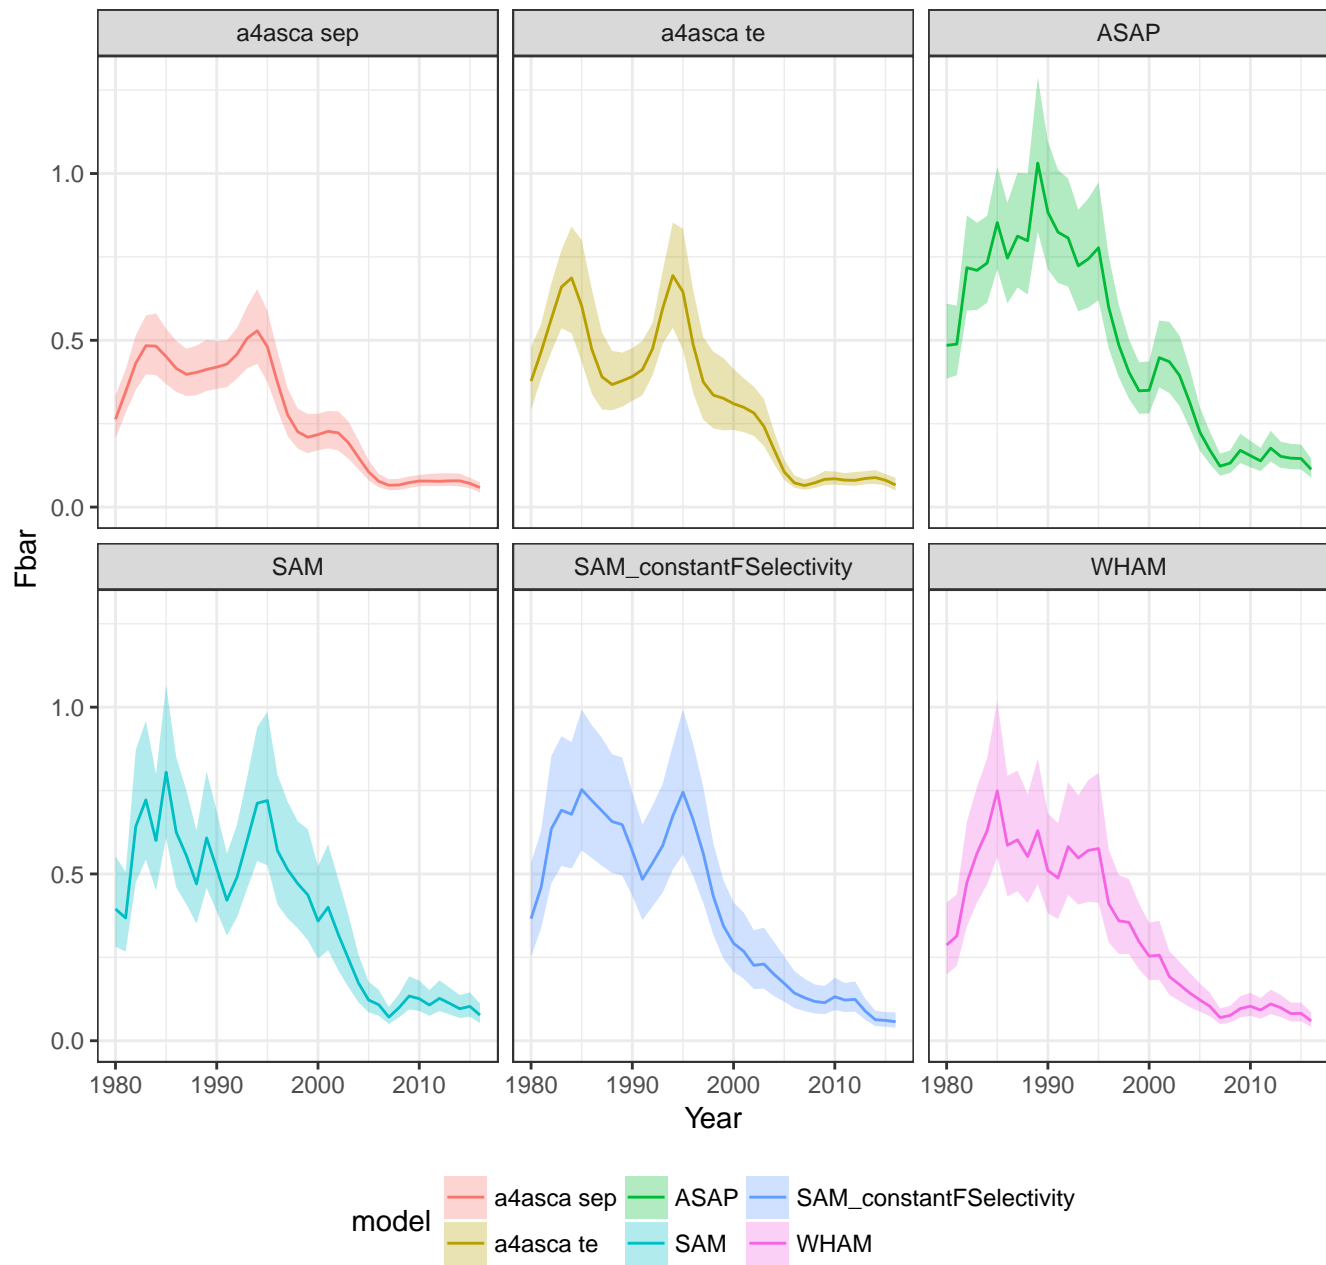 a4asca sep
a4asca te
ASAP
1.0
0.5
0.0
Fbar
SAM
SAM_constantFSelectivity
WHAM
1.0
0.5
0.0
1980 1990 2000 2010
1980 1990 2000 2010
1980 1990 2000 2010
Year
model
a4asca sep
ASAP
SAM_constantFSelectivity
a4asca te
SAM
WHAM